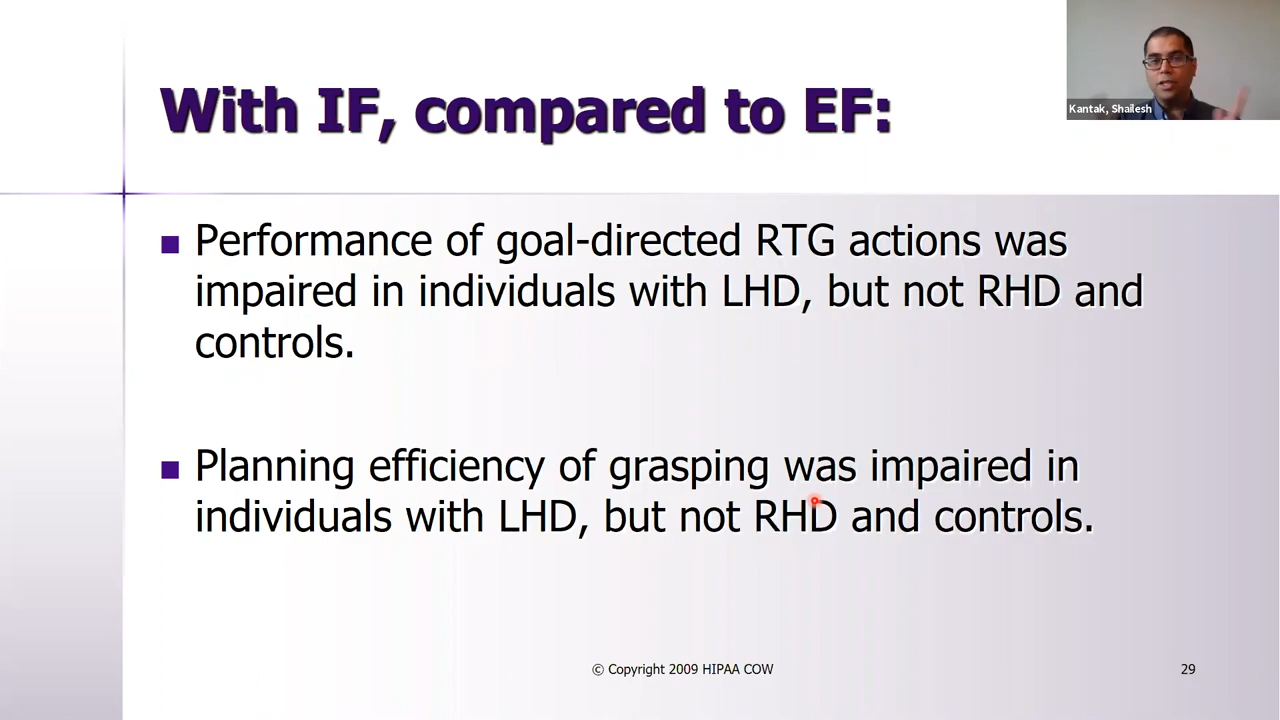 Kantak, Shailesh
With IF, compared to EF:
Performance of goal-directed RTG actions was
impaired in individuals with LHD, but not RHD and
controls.
Planning efficiency of grasping was impaired in
individuals with LHD, but not RHD and controls.
© Copyright 2009 HIPAA COW
29